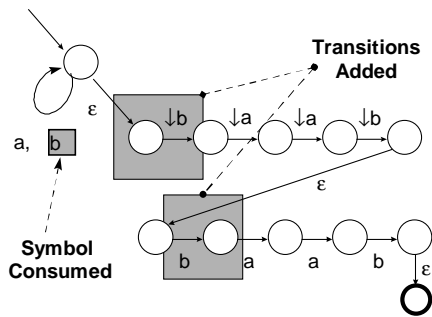 Transitions
Added
ε
↓b ↓a ↓a ↓b
a, b
ε
Symbol
Consumed
b a a b
ε